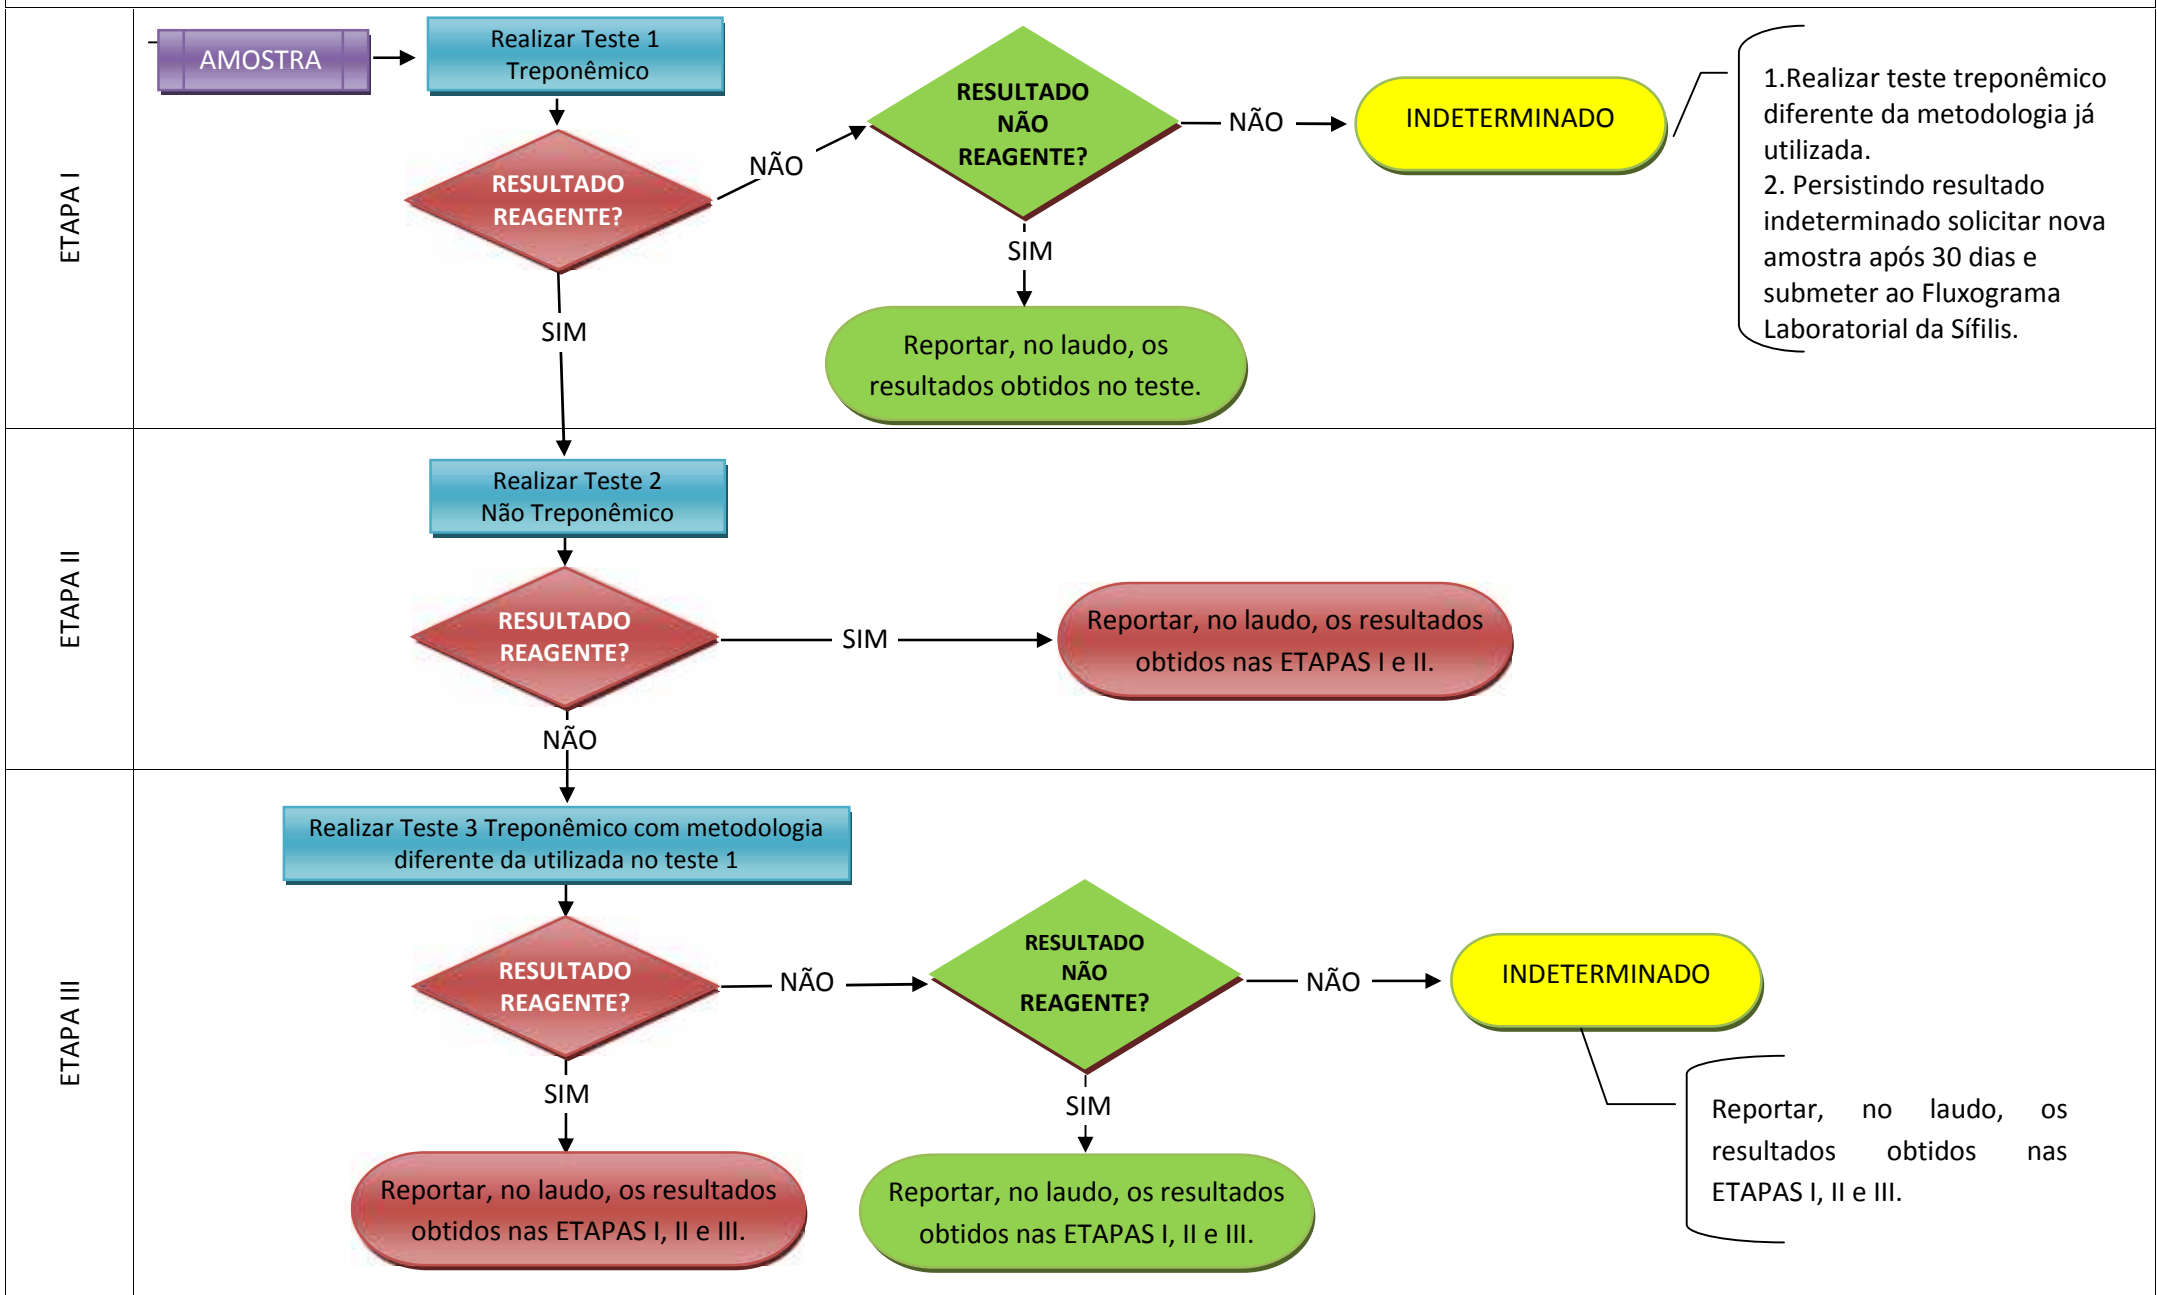 ETAPA I
AMOSTRA
Realizar Teste 1
Treponêmico
RESULTADO
REAGENTE?
NÃO
RESULTADO
NÃO
REAGENTE?
NÃO
INDETERMINADO
1.Realizar teste treponêmico
diferente da metodologia já
utilizada.
2. Persistindo resultado
indeterminado solicitar nova
amostra após 30 dias e
submeter ao Fluxograma
Laboratorial da Sífilis.
SIM
Reportar, no laudo, os
resultados obtidos no teste.
SIM
ETAPA II
Realizar Teste 2
Não Treponêmico
RESULTADO
REAGENTE?
SIM
Reportar, no laudo, os resultados
obtidos nas ETAPAS I e II.
NÃO
ETAPA III
Realizar Teste 3 Treponêmico com metodologia
diferente da utilizada no teste 1
RESULTADO
REAGENTE?
NÃO
RESULTADO
NÃO
REAGENTE?
NÃO
INDETERMINADO
Reportar, no laudo, os
resultados obtidos nas
ETAPAS I, II e III.
SIM
Reportar, no laudo, os resultados
obtidos nas ETAPAS I, II e III.
SIM
Reportar, no laudo, os resultados
obtidos nas ETAPAS I, II e III.